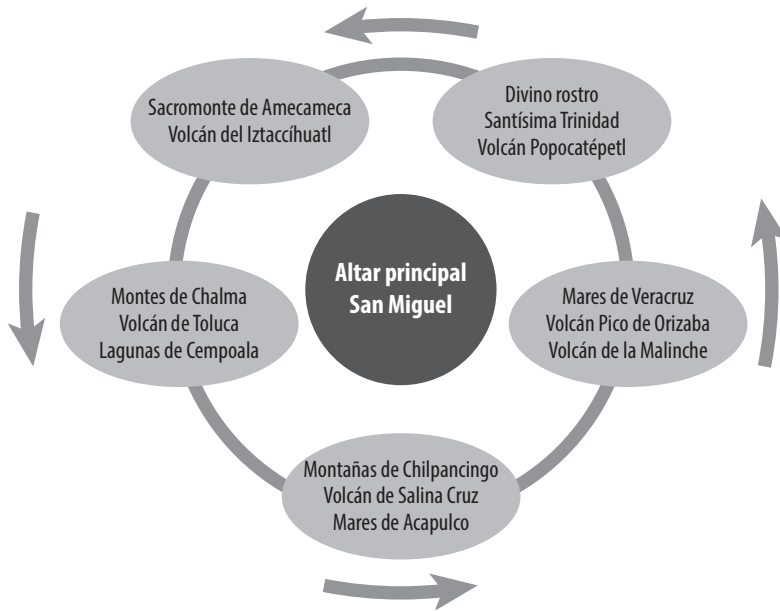 Sacromonte de Amecameca
Volcán del Iztaccíhuatl
Divino rostro
Santísima Trinidad
Volcán Popocatépetl
Altar principal
San Miguel
Montes de Chalma
Volcán de Toluca
Lagunas de Cempoala
Mares de Veracruz
Volcán Pico de Orizaba
Volcán de la Malinche
Montañas de Chilpancingo
Volcán de Salina Cruz
Mares de Acapulco